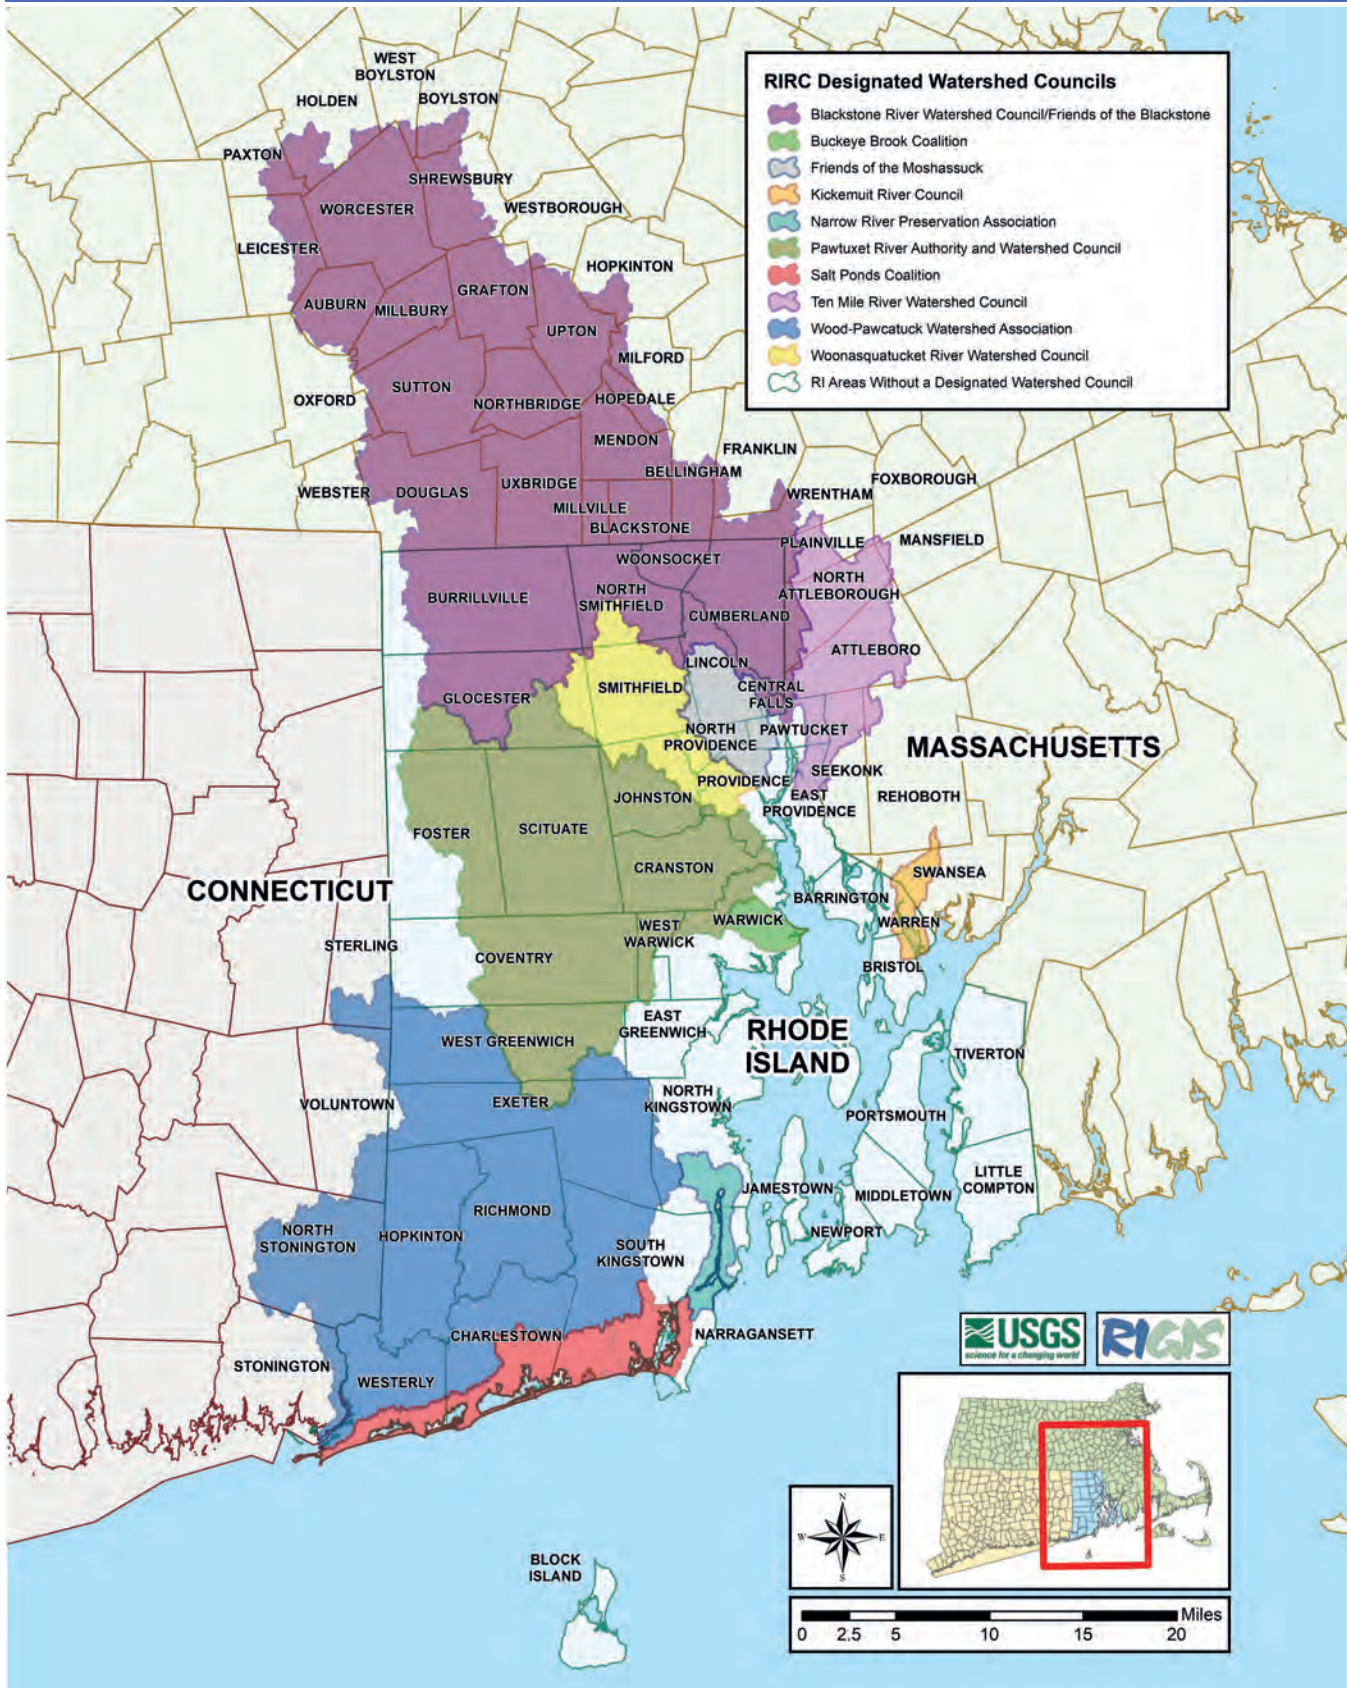 RIRC Designated Watershed Councils
Blackstone River Watershed Council/Friends of the Blackstone
Buckeye Brook Coalition
Friends of the Moshassuck
Kickemuit River Council
Narrow River Preservation Association
Pawtuxet River Authority and Watershed Council
Salt Ponds Coalition
Ten Mile River Watershed Council
Wood-Pawcatuck Watershed Association
Woonasquatucket River Watershed Council
RI Areas Without a Designated Watershed Council
WEST
BOYLSTON
HOLDEN
BOYLSTON
PAXTON
SHREWSBURY
WORCESTER
WESTBOROUGH
LEICESTER
HOPKINTON
GRAFTON
AUBURN
MILLBURY
UPTON
MILFORD
SUTTON
OXFORD
NORTHBRIDGE
HOPEDALE
MENDON
FRANKLIN
BELLINGHAM
FOXBOROUGH
WEBSTER
DOUGLAS
UXBRIDGE
WRENTHAM
MILLVILLE
BLACKSTONE
PLAINVILLE
MANSFIELD
WOONSOCKET
NORTH
ATTLEBOROUGH
BURRILLVILLE
NORTH
SMITHFIELD
CUMBERLAND
ATTLEBORO
LINCOLN
SMITHFIELD
CENTRAL
FALLS
GLOCESTER
NORTH
PROVIDENCE
PAWTUCKET
MASSACHUSETTS
SEEKONK
PROVIDENCE
REHOBOTH
JOHNSTON
EAST
PROVIDENCE
FOSTER
SCITUATE
CRANSTON
SWANSEA
CONNECTICUT
BARRINGTON
WARREN
WARWICK
WEST
WARWICK
STERLING
COVENTRY
BRISTOL
EAST
GREENWICH
RHODE
ISLAND
WEST GREENWICH
TIVERTON
VOLUNTOWN
EXETER
NORTH
KINGSTOWN
PORTSMOUTH
LITTLE
COMPTON
JAMESTOWN
MIDDLETOWN
RICHMOND
NORTH
STONINGTON
HOPKINTON
NEWPORT
SOUTH
KINGSTOWN
CHARLESTOWN
NARRAGANSETT
STONINGTON
WESTERLY
USGS
science for a changing world
RIGIS
N
W E
S
BLOCK
ISLAND
Miles
0 2.5 5 10 15 20